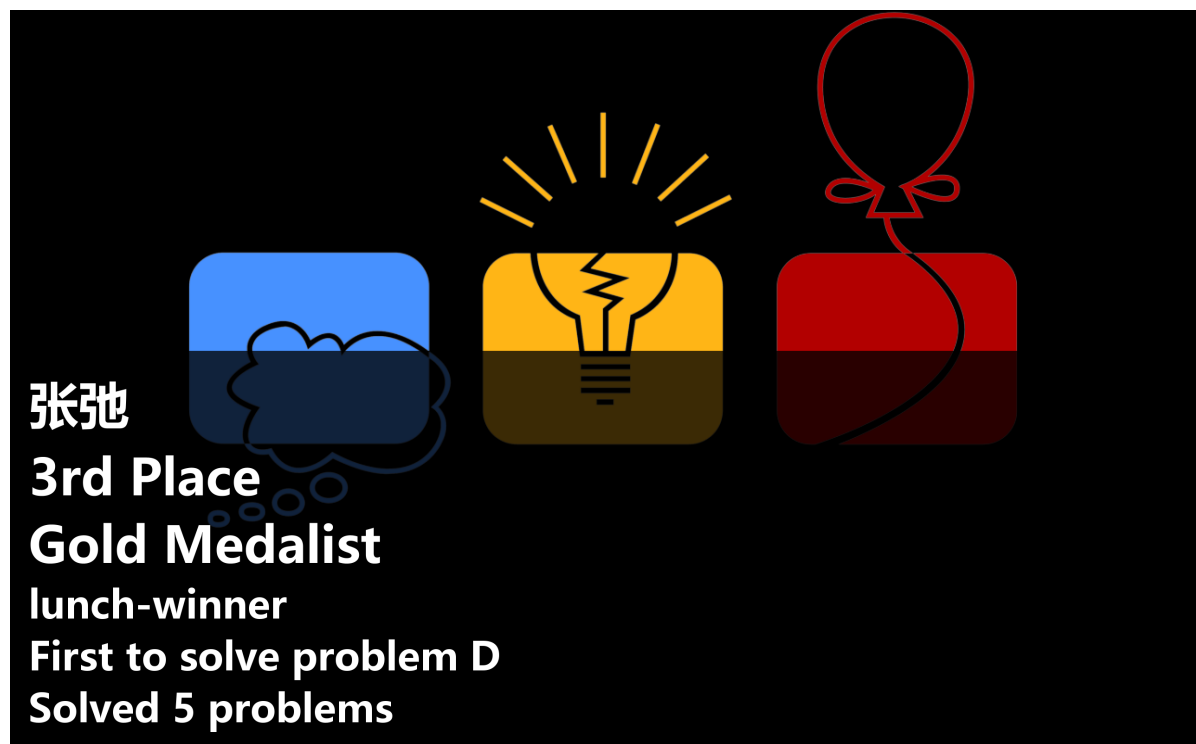 张弛
3rd Place
Gold Medalist
lunch-winner
First to solve problem D
Solved 5 problems